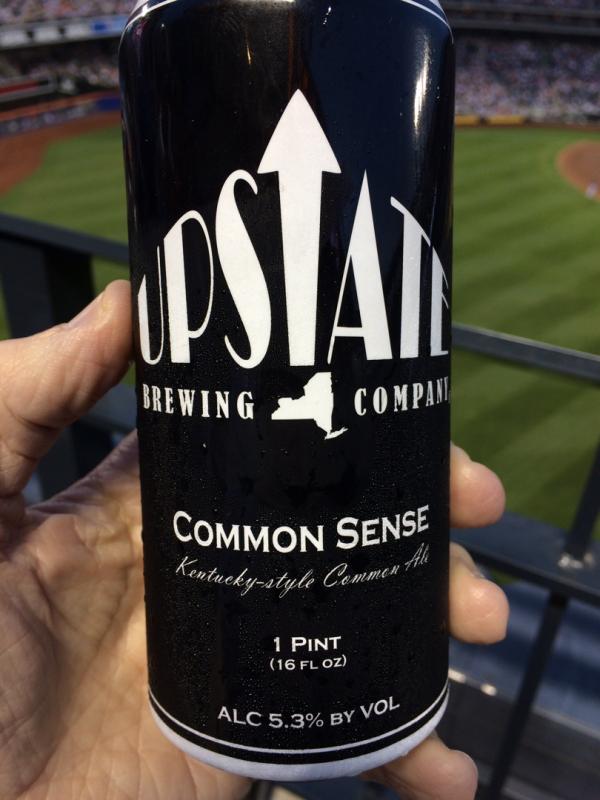 UPSTATE
BREWING COMPANY
COMMON SENSE
Kentucky-style Common Ale
1 PINT
(16 FL OZ)
ALC 5.3% BY VOL